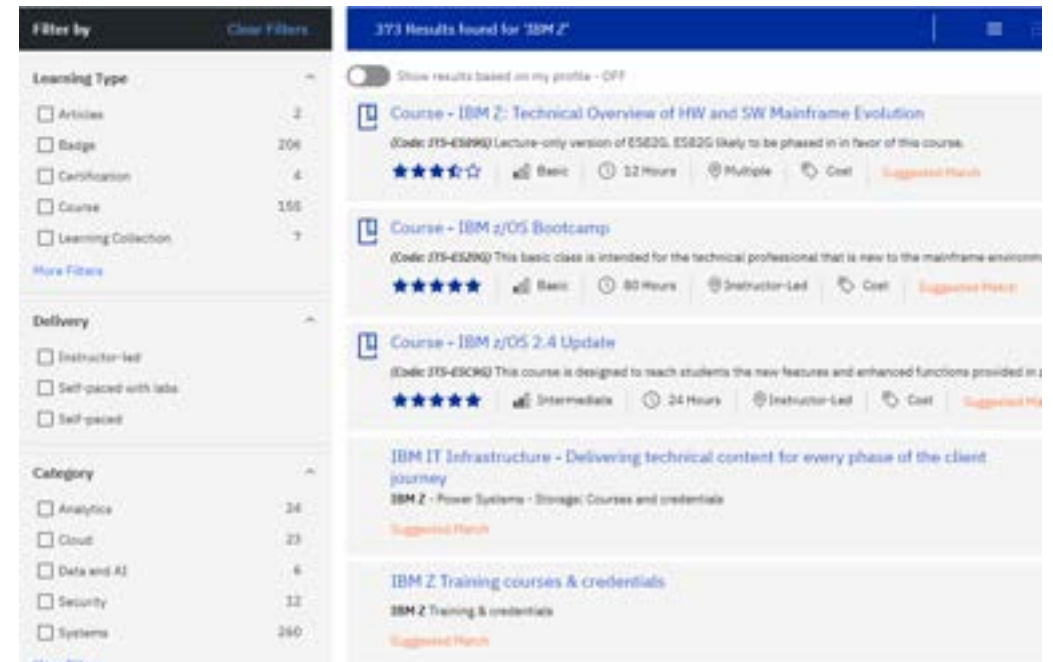 Filter by
Clear Filters
Learning Type
Articles 2
Badge 206
Certification 4
Course 155
Learning Collection 7
More Filters
Delivery
Instructor-led
Self-paced with labs
Self-paced
Category
Analytics 24
Cloud 23
Data and AI 6
Security 12
Systems 260
373 Results found for 'IBM Z'
Show results based on my profile - OFF
Course - IBM Z: Technical Overview of HW and SW Mainframe Evolution
Lecture-only version of ES82G. ES82G likely to be phased in in favor of this course.
Basic 12 Hours Multiple Cost Suggested Match
Course - IBM z/OS Bootcamp
This basic class is intended for the technical professional that is new to the mainframe
Basic 80 Hours Instructor-Led Cost Suggested Match
Course - IBM z/OS 2.4 Update
This course is designed to teach students the new features and enhanced functions provided in
Intermediate 24 Hours Instructor-Led Cost Suggested
IBM IT Infrastructure - Delivering technical content for every phase of the client
journey
IBM Z - Power Systems - Storage: Courses and credentials
Suggested Match
IBM Z Training courses & credentials
IBM Z Training & credentials
Suggested Match